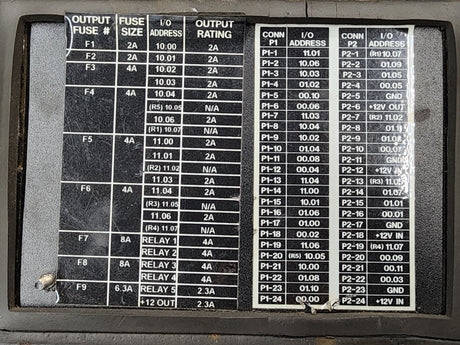 OUTPUT FUSE # FUSE SIZE I/O ADDRESS OUTPUT RATING
F1 2A 10.00 2A
F2 2A 10.01 2A
F3 4A 10.02 2A
10.03 2A
F4 4A 10.04 2A
(R5) 10.05 N/A
10.06 2A
(R1) 10.07 N/A
F5 4A 11.00 2A
11.01 2A
(R2) 11.02 N/A
11.03 2A
F6 4A 11.04 2A
(R3) 11.05 N/A
11.06 2A
(R4) 11.07 N/A
F7 8A RELAY 1 4A
RELAY 2 4A
F8 8A RELAY 3 4A
RELAY 4 4A
F9 6.3A RELAY 5 2.3A
+12 OUT 2.3A
CONN P1 I/O ADDRESS CONN P2 I/O ADDRESS
P1-1 11.01 P2-1 (R1) 10.07
P1-2 10.06 P2-2 01.09
P1-3 10.03 P2-3 01.05
P1-4 10.02 P2-4 00.05
P1-5 00.10 P2-5 GND
P1-6 00.06 P2-6 +12V OUT
P1-7 11.03 P2-7 (R2) 11.02
P1-8 10.04 P2-8
P1-9 10.01 P2-9 01.08
P1-10 01.04 P2-10 00.07
P1-11 00.08 P2-11 GND
P1-12 00.04 P2-12 +12V IN
P1-13 11.04 P2-13 (R3) 11.05
P1-14 11.00 P2-14 01.07
P1-15 01.03 P2-15 01.01
P1-16 01.06 P2-16 00.01
P1-17 01.00 P2-17 GND
P1-18 00.02 P2-18 +12V IN
P1-19 11.06 P2-19 (R4) 11.07
P1-20 (R5) 10.05 P2-20 00.09
P1-21 10.00 P2-21 00.11
P1-22 01.02 P2-22 00.03
P1-23 01.10 P2-23 GND
P1-24 00.00 P2-24 +12V IN